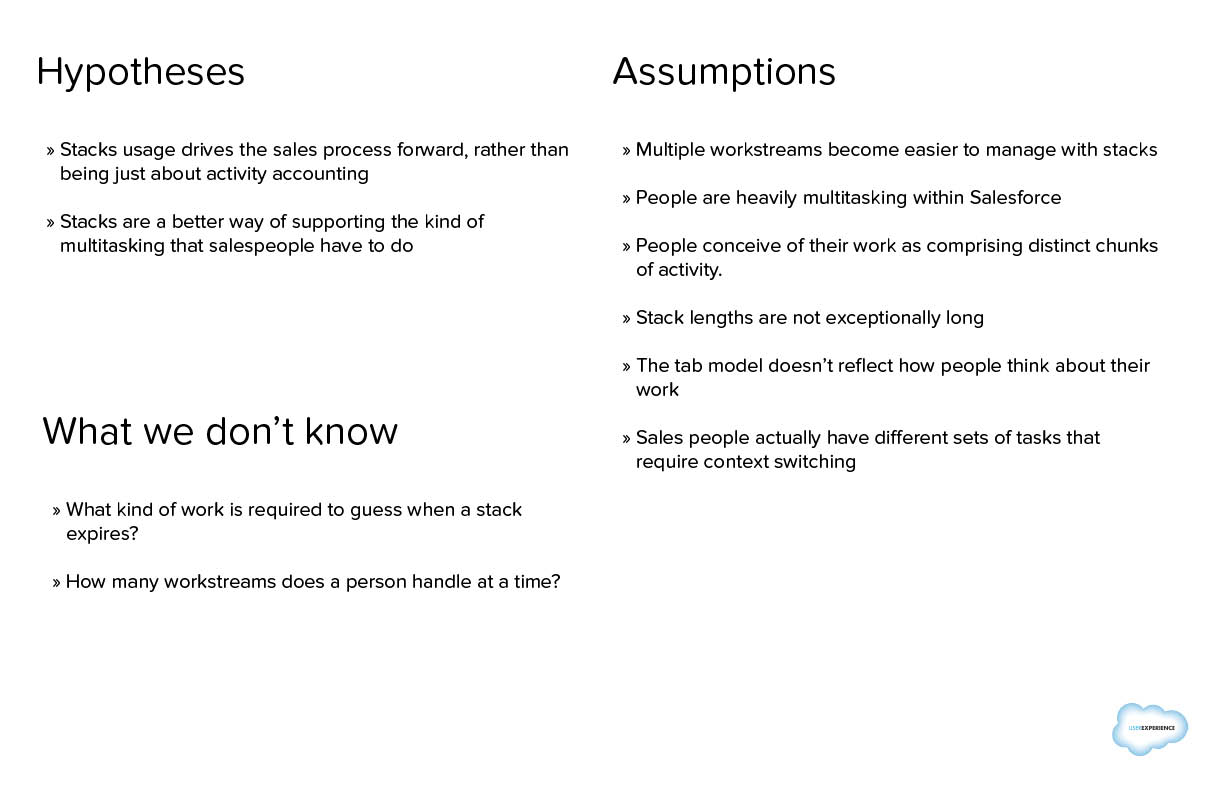 Hypotheses
» Stacks usage drives the sales process forward, rather than
being just about activity accounting
» Stacks are a better way of supporting the kind of
multitasking that salespeople have to do
What we don’t know
» What kind of work is required to guess when a stack
expires?
» How many workstreams does a person handle at a time?
Assumptions
» Multiple workstreams become easier to manage with stacks
» People are heavily multitasking within Salesforce
» People conceive of their work as comprising distinct chunks
of activity.
» Stack lengths are not exceptionally long
» The tab model doesn’t reflect how people think about their
work
» Sales people actually have different sets of tasks that
require context switching
USEREXPERIENCE